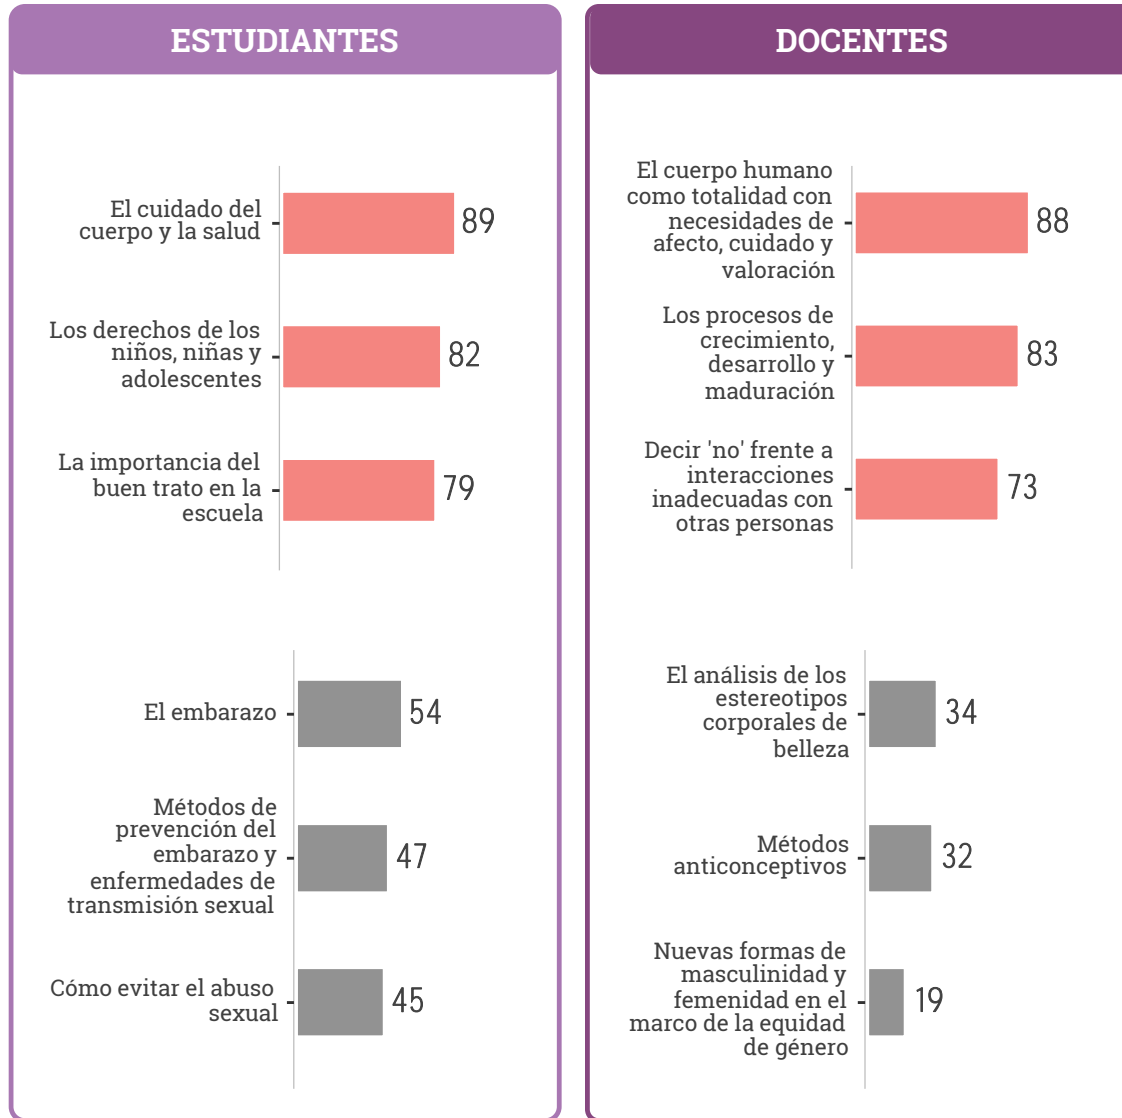 ESTUDIANTES
El cuidado del
cuerpo y la salud
89
Los derechos de los
niños, niñas y
adolescentes
82
La importancia del
buen trato en la
escuela
79
El embarazo
54
Métodos de
prevención del
embarazo y
enfermedades de
transmisión sexual
47
Cómo evitar el abuso
sexual
45
DOCENTES
El cuerpo humano
como totalidad con
necesidades de
afecto, cuidado y
valoración
88
Los procesos de
crecimiento,
desarrollo y
maduración
83
Decir 'no' frente a
interacciones
inadecuadas con
otras personas
73
El análisis de los
estereotipos
corporales de
belleza
34
Métodos
anticonceptivos
32
Nuevas formas de
masculinidad y
femenidad en el
marco de la equidad
de género
19